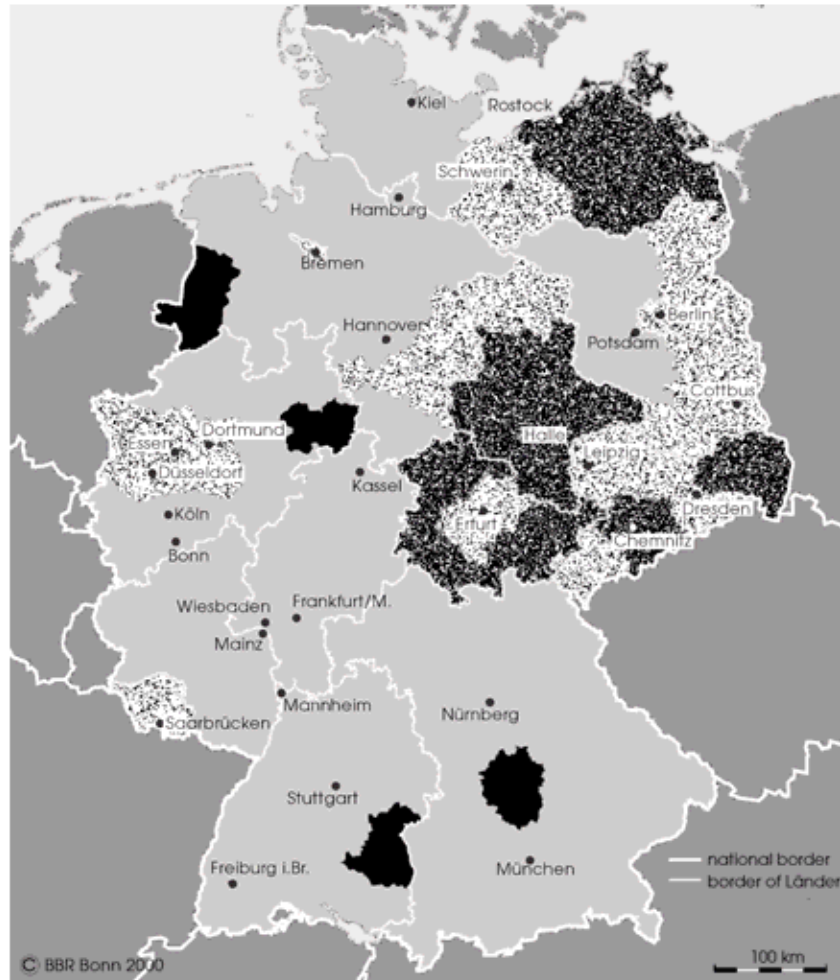 Kiel
Rostock
Schwerin
Hamburg
Bremen
Hannover
Berlin
Potsdam
Cottbus
Dortmund
Essen
Halle
Leipzig
Düsseldorf
Kassel
Dresden
Köln
Erfurt
Chemnitz
Bonn
Wiesbaden
Frankfurt/M.
Mainz
Mannheim
Nürnberg
Saarbrücken
Stuttgart
Freiburg i.Br.
München
national border
border of Länder
© BBR Bonn 2000
100 km